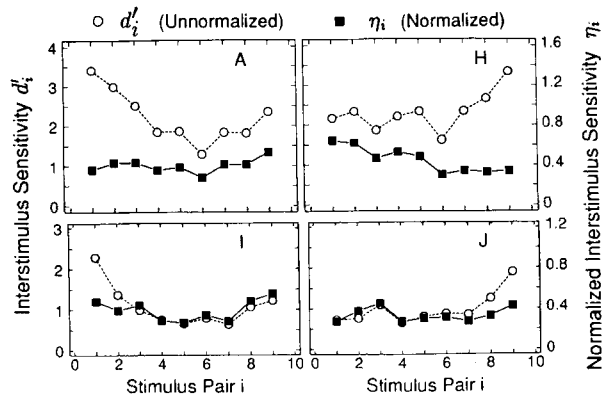 d′i (Unnormalized) ηi (Normalized)
Interstimulus Sensitivity d′i
Normalized Interstimulus Sensitivity ηi
4
3
2
1
0
A
H
1.6
1.2
0.8
0.4
0
3
2
1
0
I
J
1.2
0.8
0.4
0
0 2 4 6 8 10
0 2 4 6 8 10
Stimulus Pair i
Stimulus Pair i